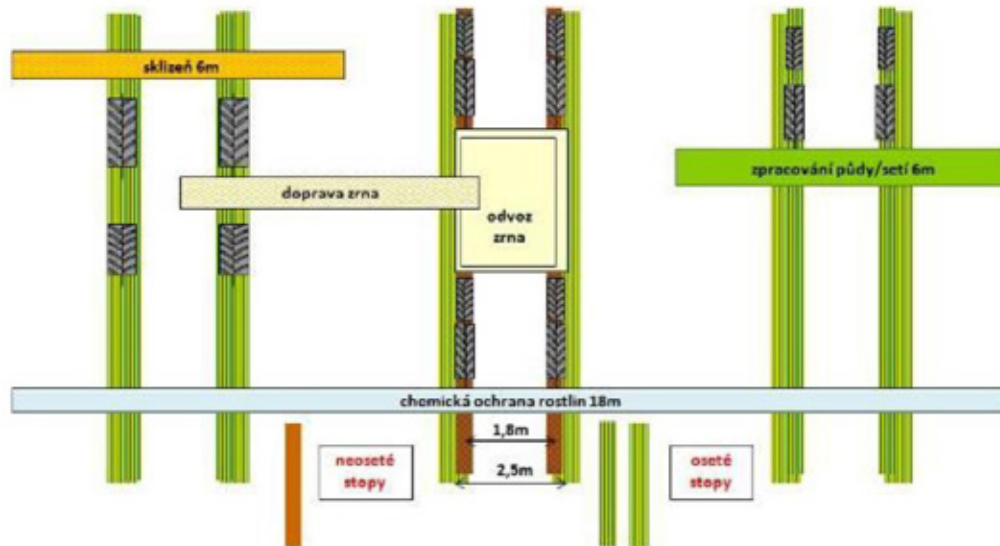 sklizeň 6m
doprava zrna
odvoz
zrna
zpracování půdy/setí 6m
chemická ochrana rostlin 18m
1,8m
2,5m
neoseté
stopy
oseté
stopy